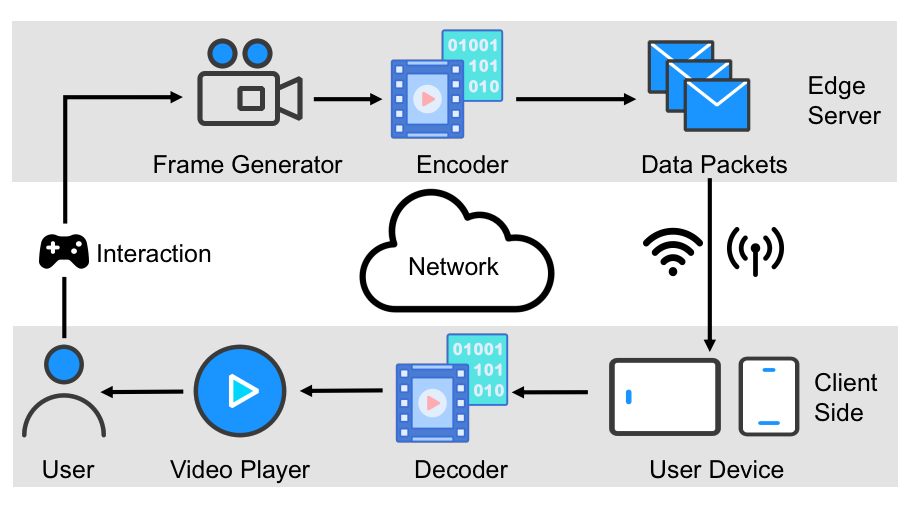 01001
101
010
Edge
Server
Frame Generator
Encoder
Data Packets
Interaction
Network
01001
101
010
Client
Side
User
Video Player
Decoder
User Device